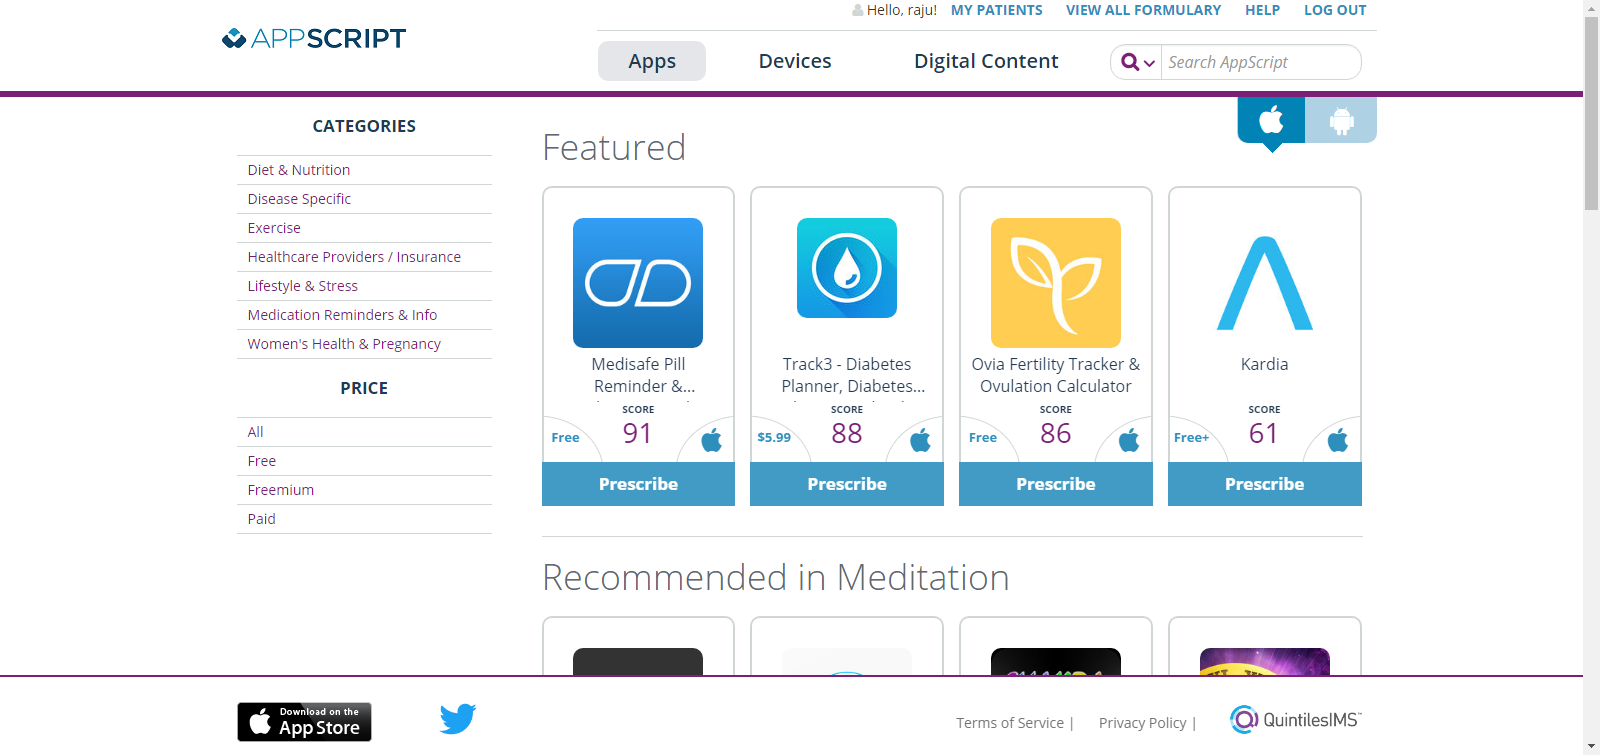 Hello, raju! MY PATIENTS VIEW ALL FORMULARY HELP LOG OUT
APPSCRIPT
Apps Devices Digital Content Search AppScript
CATEGORIES
Diet & Nutrition
Disease Specific
Exercise
Healthcare Providers / Insurance
Lifestyle & Stress
Medication Reminders & Info
Women's Health & Pregnancy
PRICE
All
Free
Freemium
Paid
Featured
Medisafe Pill
Reminder &...
SCORE
Free 91
Prescribe
Track3 - Diabetes
Planner, Diabetes...
SCORE
$5.99 88
Prescribe
Ovia Fertility Tracker &
Ovulation Calculator
SCORE
Free 86
Prescribe
Kardia
SCORE
Free+ 61
Prescribe
Recommended in Meditation
Download on the
App Store
Terms of Service |
Privacy Policy |
QuintilesIMS™